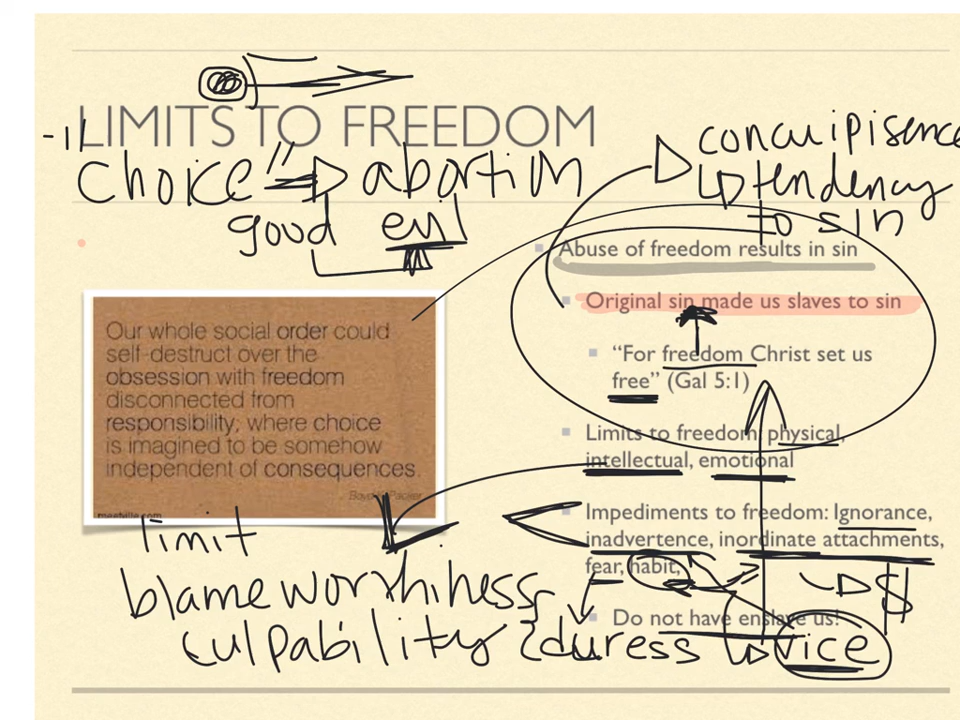 LIMITS TO FREEDOM
choice" abortion
good evil
concuipisence
tendency
to sin
Abuse of freedom results in sin
Original sin made us slaves to sin
“For freedom Christ set us
free” (Gal 5:1)
Limits to freedom: physical,
intellectual, emotional
Impediments to freedom: Ignorance,
inadvertence, inordinate attachments,
fear, habit,
$
Do not have enslave us!
Our whole social order could
self-destruct over the
obsession with freedom
disconnected from
responsibility; where choice
is imagined to be somehow
independent of consequences.
limit
blameworthiness
culpability duress vice